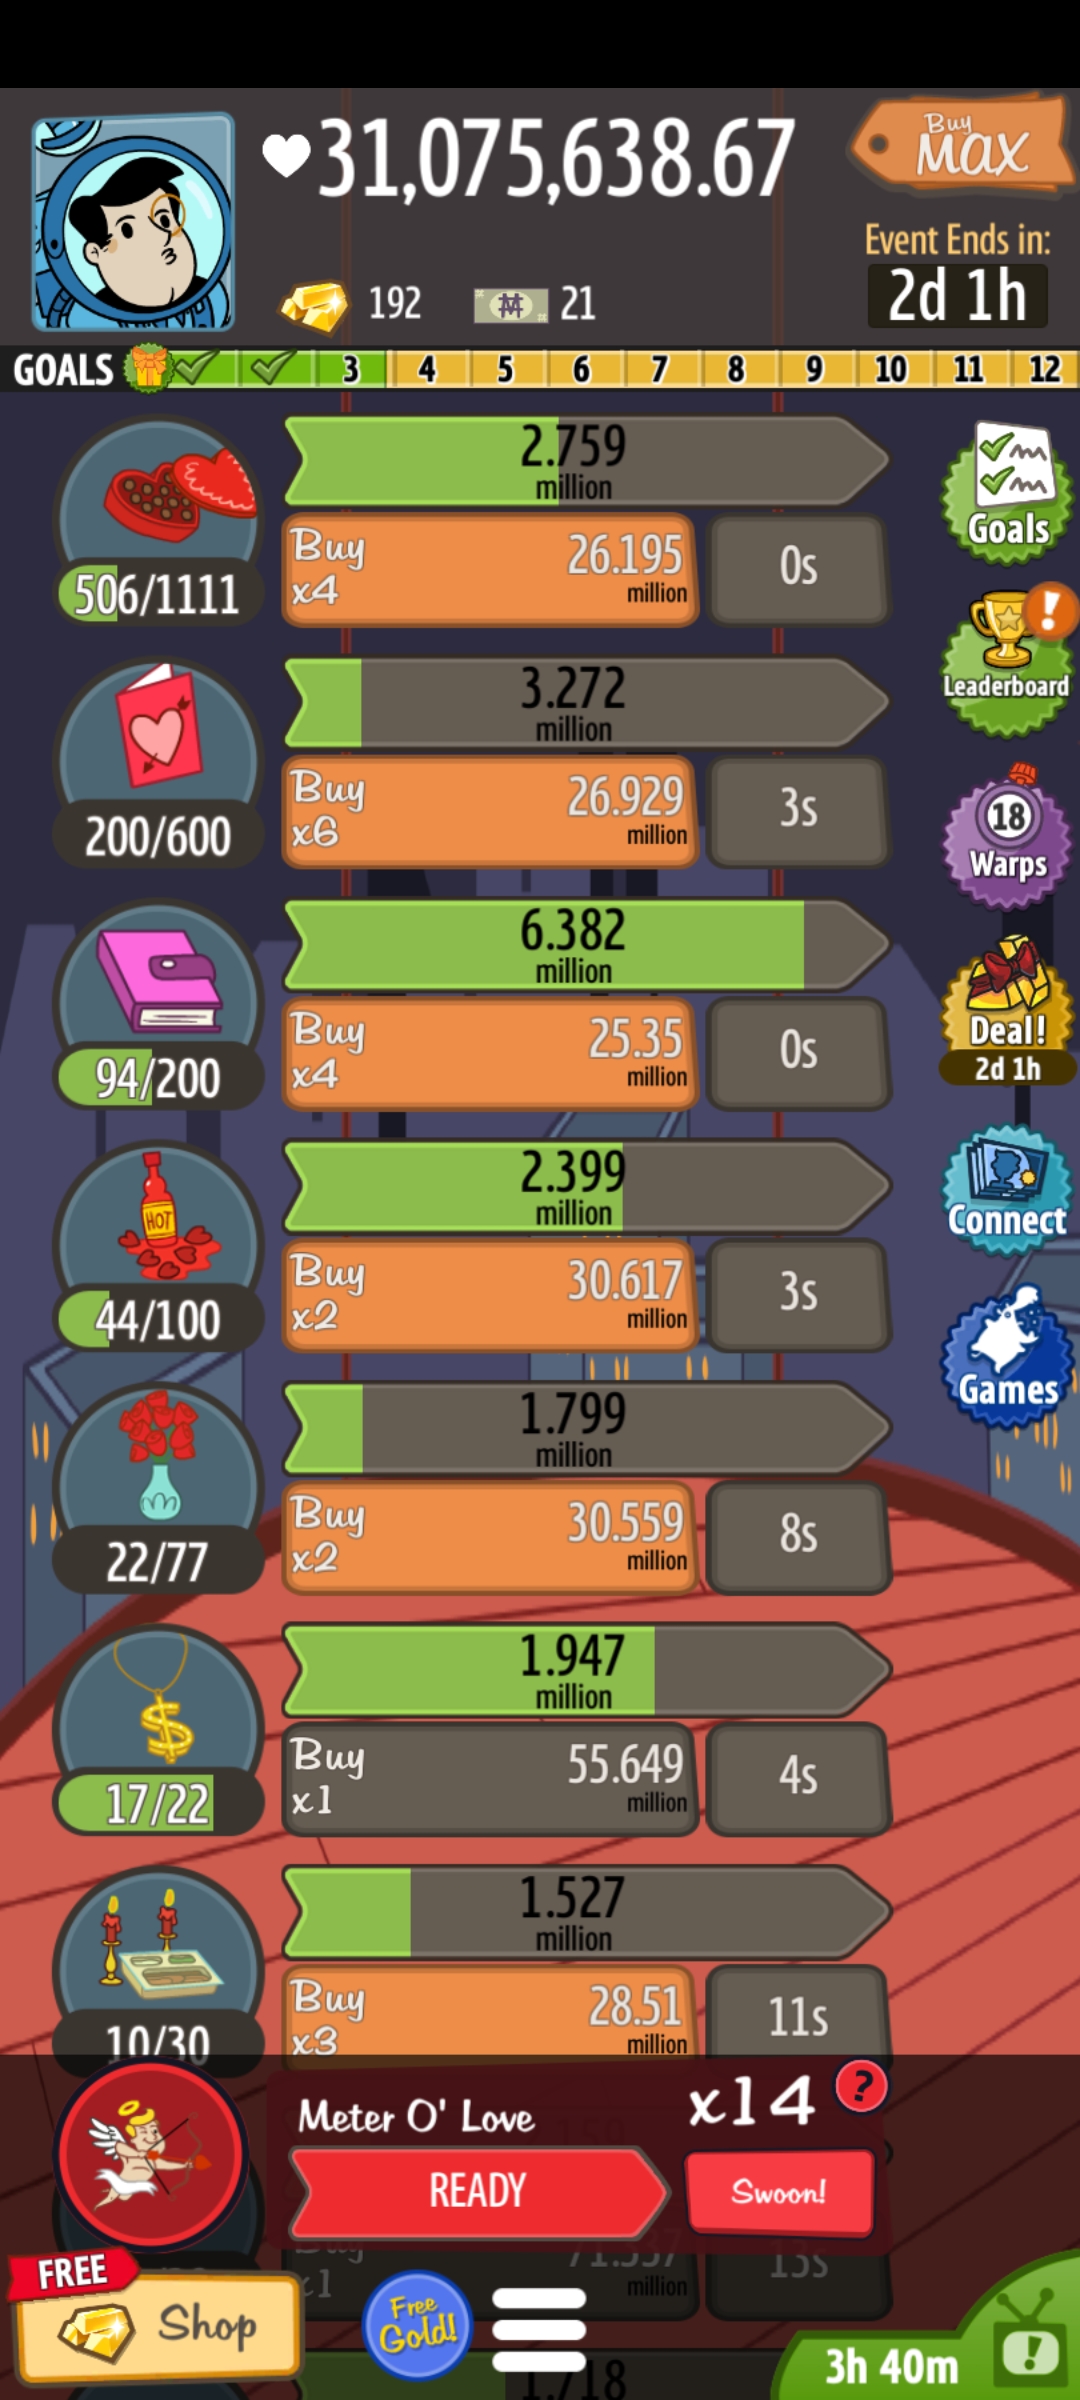 31,075,638.67
Buy
MAX
Event Ends in:
2d 1h
192
21
GOALS
3
4
5
6
7
8
9
10
11
12
2.759
million
Buy
x4
26.195
million
0s
506/1111
Goals
3.272
million
Buy
x6
26.929
million
3s
200/600
!
Leaderboard
6.382
million
Buy
x4
25.35
million
0s
94/200
18
Warps
Deal!
2d 1h
2.399
million
Buy
x2
30.617
million
3s
HOT
44/100
Connect
1.799
million
Buy
x2
30.559
million
8s
22/77
Games
1.947
million
Buy
x1
55.649
million
4s
17/22
1.527
million
Buy
x3
28.51
million
11s
10/30
Meter O' Love
x14
?
READY
Swoon!
Buy
x1
71.337
million
13s
FREE
Shop
Free
Gold!
3h 40m
!
1.718